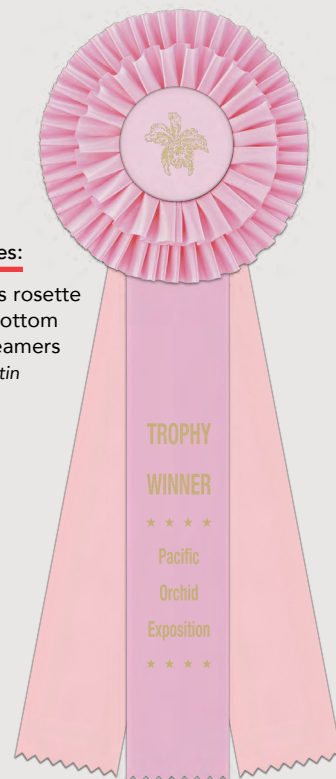 es:
s rosette
ottom
eamers
tin
TROPHY
WINNER
★ ★ ★ ★
Pacific
Orchid
Exposition
★ ★ ★ ★